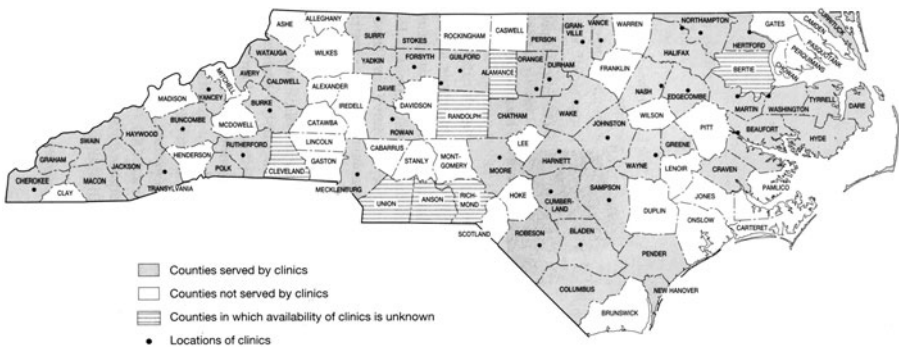 ASHE
ALLEGHANY
SURRY
STOKES
ROCKINGHAM
CASWELL
PERSON
GRAN-
VILLE
VANCE
WARREN
NORTHAMPTON
GATES
CAMDEN
CURRITUCK
PASQUOTANK
PERQUIMANS
CHOWAN
HERTFORD
HALIFAX
BERTIE
WATAUGA
WILKES
YADKIN
FORSYTH
GUILFORD
ALAMANCE
ORANGE
DURHAM
FRANKLIN
NASH
EDGECOMBE
MARTIN
WASHINGTON
TYRRELL
DARE
MITCHELL
AVERY
CALDWELL
ALEXANDER
IREDELL
DAVIE
DAVIDSON
RANDOLPH
CHATHAM
WAKE
WILSON
PITT
BEAUFORT
HYDE
MADISON
YANCEY
BURKE
CATAWBA
ROWAN
JOHNSTON
GREENE
HAYWOOD
BUNCOMBE
MCDOWELL
LINCOLN
CABARRUS
STANLY
MONT-
GOMERY
MOORE
LEE
HARNETT
WAYNE
LENOIR
CRAVEN
PAMLICO
SWAIN
GRAHAM
JACKSON
HENDERSON
RUTHERFORD
POLK
CLEVELAND
GASTON
MECKLENBURG
CHEROKEE
CLAY
MACON
TRANSYLVANIA
UNION
ANSON
RICH-
MOND
HOKE
CUMBER-
LAND
SAMPSON
DUPLIN
JONES
ONSLOW
CARTERET
SCOTLAND
ROBESON
BLADEN
PENDER
COLUMBUS
NEW HANOVER
BRUNSWICK
Counties served by clinics
Counties not served by clinics
Counties in which availability of clinics is unknown
Locations of clinics